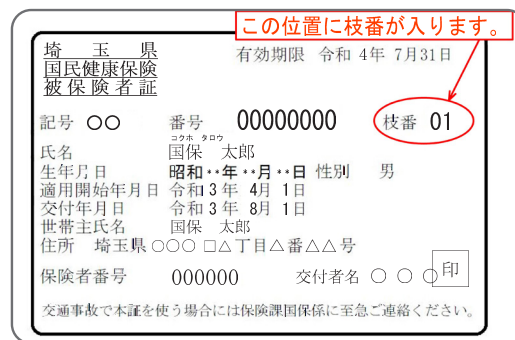 この位置に枝番が入ります。
埼玉県
有効期限 令和 4年 7月31日
国民健康保険
被保険者証
記号 〇〇 番号 00000000 枝番 01
コクホ タロウ
氏名 国保 太郎
生年月日 昭和**年**月**日 性別 男
適用開始年月日 令和3年 4月 1日
交付年月日 令和3年 8月 1日
世帯主氏名 国保 太郎
住所 埼玉県○○○ □△丁目△番△△号
保険者番号 000000 交付者名 ○ ○ ○ 印
交通事故で本証を使う場合には保険課国保係に至急ご連絡ください。